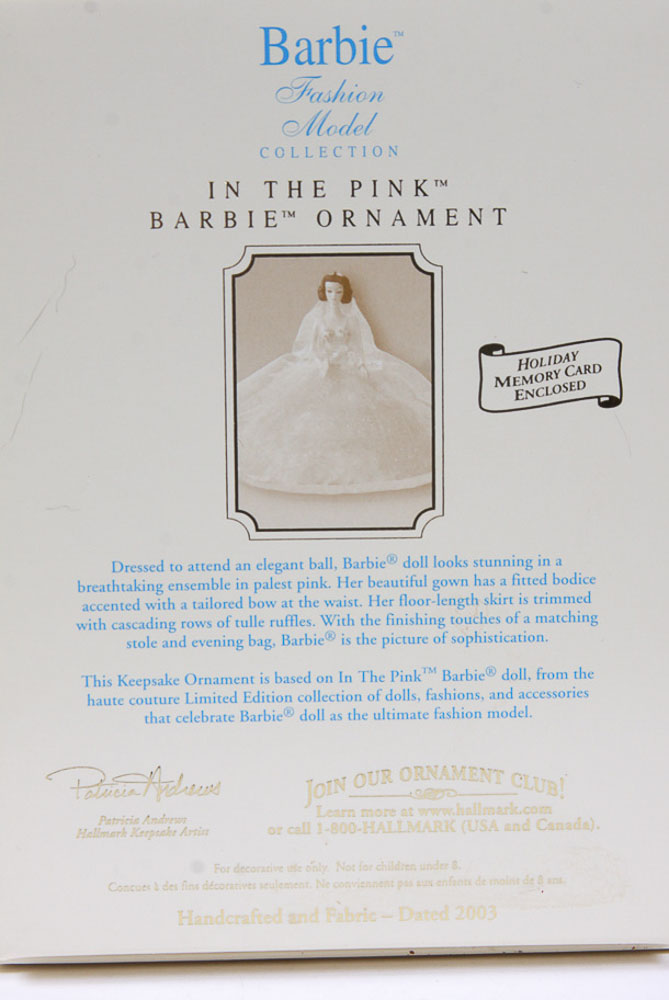 Barbie™
Fashion
Model
COLLECTION
IN THE PINK™
BARBIE™ ORNAMENT
HOLIDAY
MEMORY CARD
ENCLOSED
Dressed to attend an elegant ball, Barbie® doll looks stunning in a
breathtaking ensemble in palest pink. Her beautiful gown has a fitted bodice
accented with a tailored bow at the waist. Her floor-length skirt is trimmed
with cascading rows of tulle ruffles. With the finishing touches of a matching
stole and evening bag, Barbie® is the picture of sophistication.
This Keepsake Ornament is based on In The Pink™ Barbie® doll, from the
haute couture Limited Edition collection of dolls, fashions, and accessories
that celebrate Barbie® doll as the ultimate fashion model.
Patricia Andrews
Patricia Andrews
Hallmark Keepsake Artist
JOIN OUR ORNAMENT CLUB!
Learn more at www.hallmark.com
or call 1-800-HALLMARK (USA and Canada).
For decorative use only. Not for children under 8.
Concues à des fins décoratives seulement. Ne conviennent pas aux enfants de moins de 8 ans.
Handcrafted and Fabric – Dated 2003